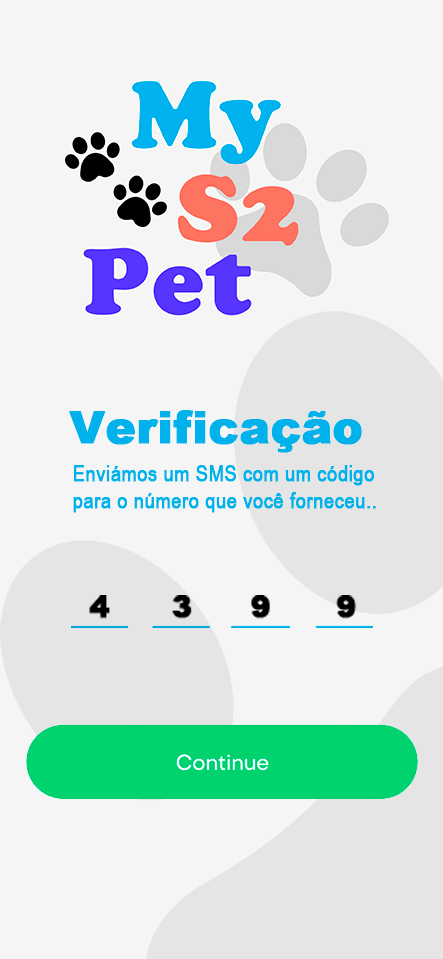 My
S2
Pet
Verificação
Enviámos um SMS com um código
para o número que você forneceu..
4 3 9 9
Continue